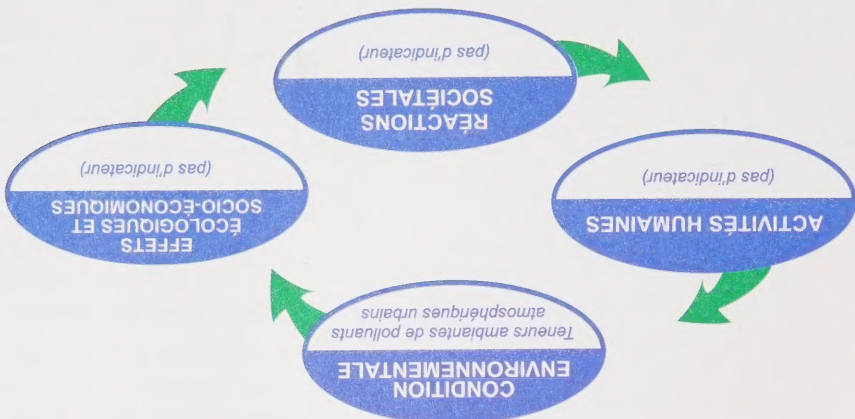 CONDITION
ENVIRONNEMENTALE
Teneurs ambiantes de polluants
atmosphériques urbains
ACTIVITÉS HUMAINES
(pas d'indicateur)
EFFETS
ÉCOLOGIQUES ET
SOCIO-ÉCONOMIQUES
(pas d'indicateur)
RÉACTIONS
SOCIÉTALES
(pas d'indicateur)